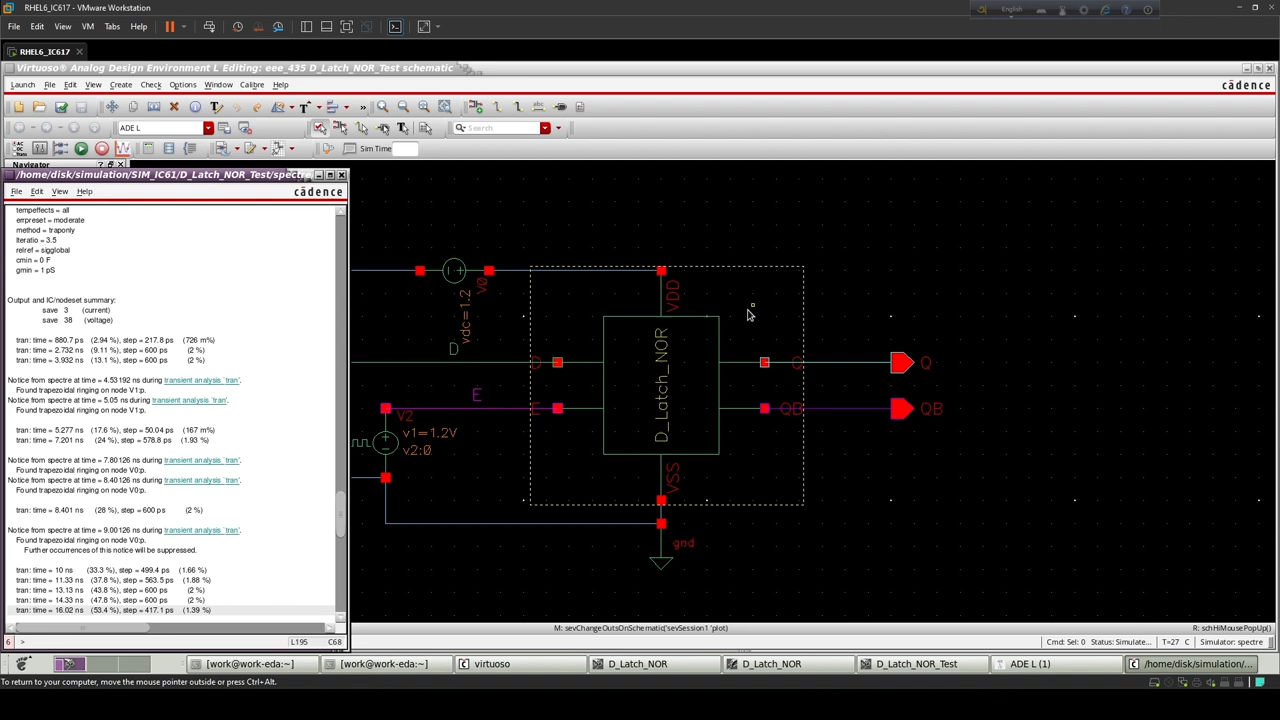 RHEL6_IC617 - VMware Workstation
English
File Edit View VM Tabs Help
RHEL6_IC617
Virtuoso® Analog Design Environment L Editing: eee_435 D_Latch_NOR_Test schematic
Launch File Edit View Create Check Options Window Calibre Help
cādence
ADE L
Search
Sim Time
Navigator
/home/disk/simulation/SIM_IC61/D_Latch_NOR_Test/spectre
File Edit View Help
cādence
tempeffects = all
errpreset = moderate
method = traponly
lteratio = 3.5
relref = sigglobal
cmin = 0 F
gmin = 1 pS
Output and IC/nodeset summary:
save 3 (current)
save 38 (voltage)
tran: time = 880.7 ps (2.94 %), step = 217.8 ps (726 m%)
tran: time = 2.732 ns (9.11 %), step = 600 ps (2 %)
tran: time = 3.932 ns (13.1 %), step = 600 ps (2 %)
Notice from spectre at time = 4.53192 ns during transient analysis `tran'.
Found trapezoidal ringing on node V1:p.
Notice from spectre at time = 5.05 ns during transient analysis `tran'.
Found trapezoidal ringing on node V1:p.
tran: time = 5.277 ns (17.6 %), step = 50.04 ps (167 m%)
tran: time = 7.201 ns (24 %), step = 578.8 ps (1.93 %)
Notice from spectre at time = 7.80126 ns during transient analysis `tran'.
Found trapezoidal ringing on node V0:p.
Notice from spectre at time = 8.40126 ns during transient analysis `tran'.
Found trapezoidal ringing on node V0:p.
tran: time = 8.401 ns (28 %), step = 600 ps (2 %)
Notice from spectre at time = 9.00126 ns during transient analysis `tran'.
Found trapezoidal ringing on node V0:p.
Further occurrences of this notice will be suppressed.
tran: time = 10 ns (33.3 %), step = 499.4 ps (1.66 %)
tran: time = 11.33 ns (37.8 %), step = 563.5 ps (1.88 %)
tran: time = 13.13 ns (43.8 %), step = 600 ps (2 %)
tran: time = 14.33 ns (47.8 %), step = 600 ps (2 %)
tran: time = 16.02 ns (53.4 %), step = 417.1 ps (1.39 %)
6 > L195 C68
V0
vdc=1.2
VDD
D
D
D_Latch_NOR
Q
Q
E
E
V2
QB
QB
v1=1.2V
v2:0
VSS
gnd
M: sevChangeOutsOnSchematic('sevSession1 'plot)
R: schHiMousePopUp()
Cmd: Sel: 0 Status: Simulate... T=27 C Simulator: spectre
[work@work-eda:~] [work@work-eda:~] virtuoso D_Latch_NOR D_Latch_NOR D_Latch_NOR_Test ADE L (1) /home/disk/simulation/...
To return to your computer, move the mouse pointer outside or press Ctrl+Alt.